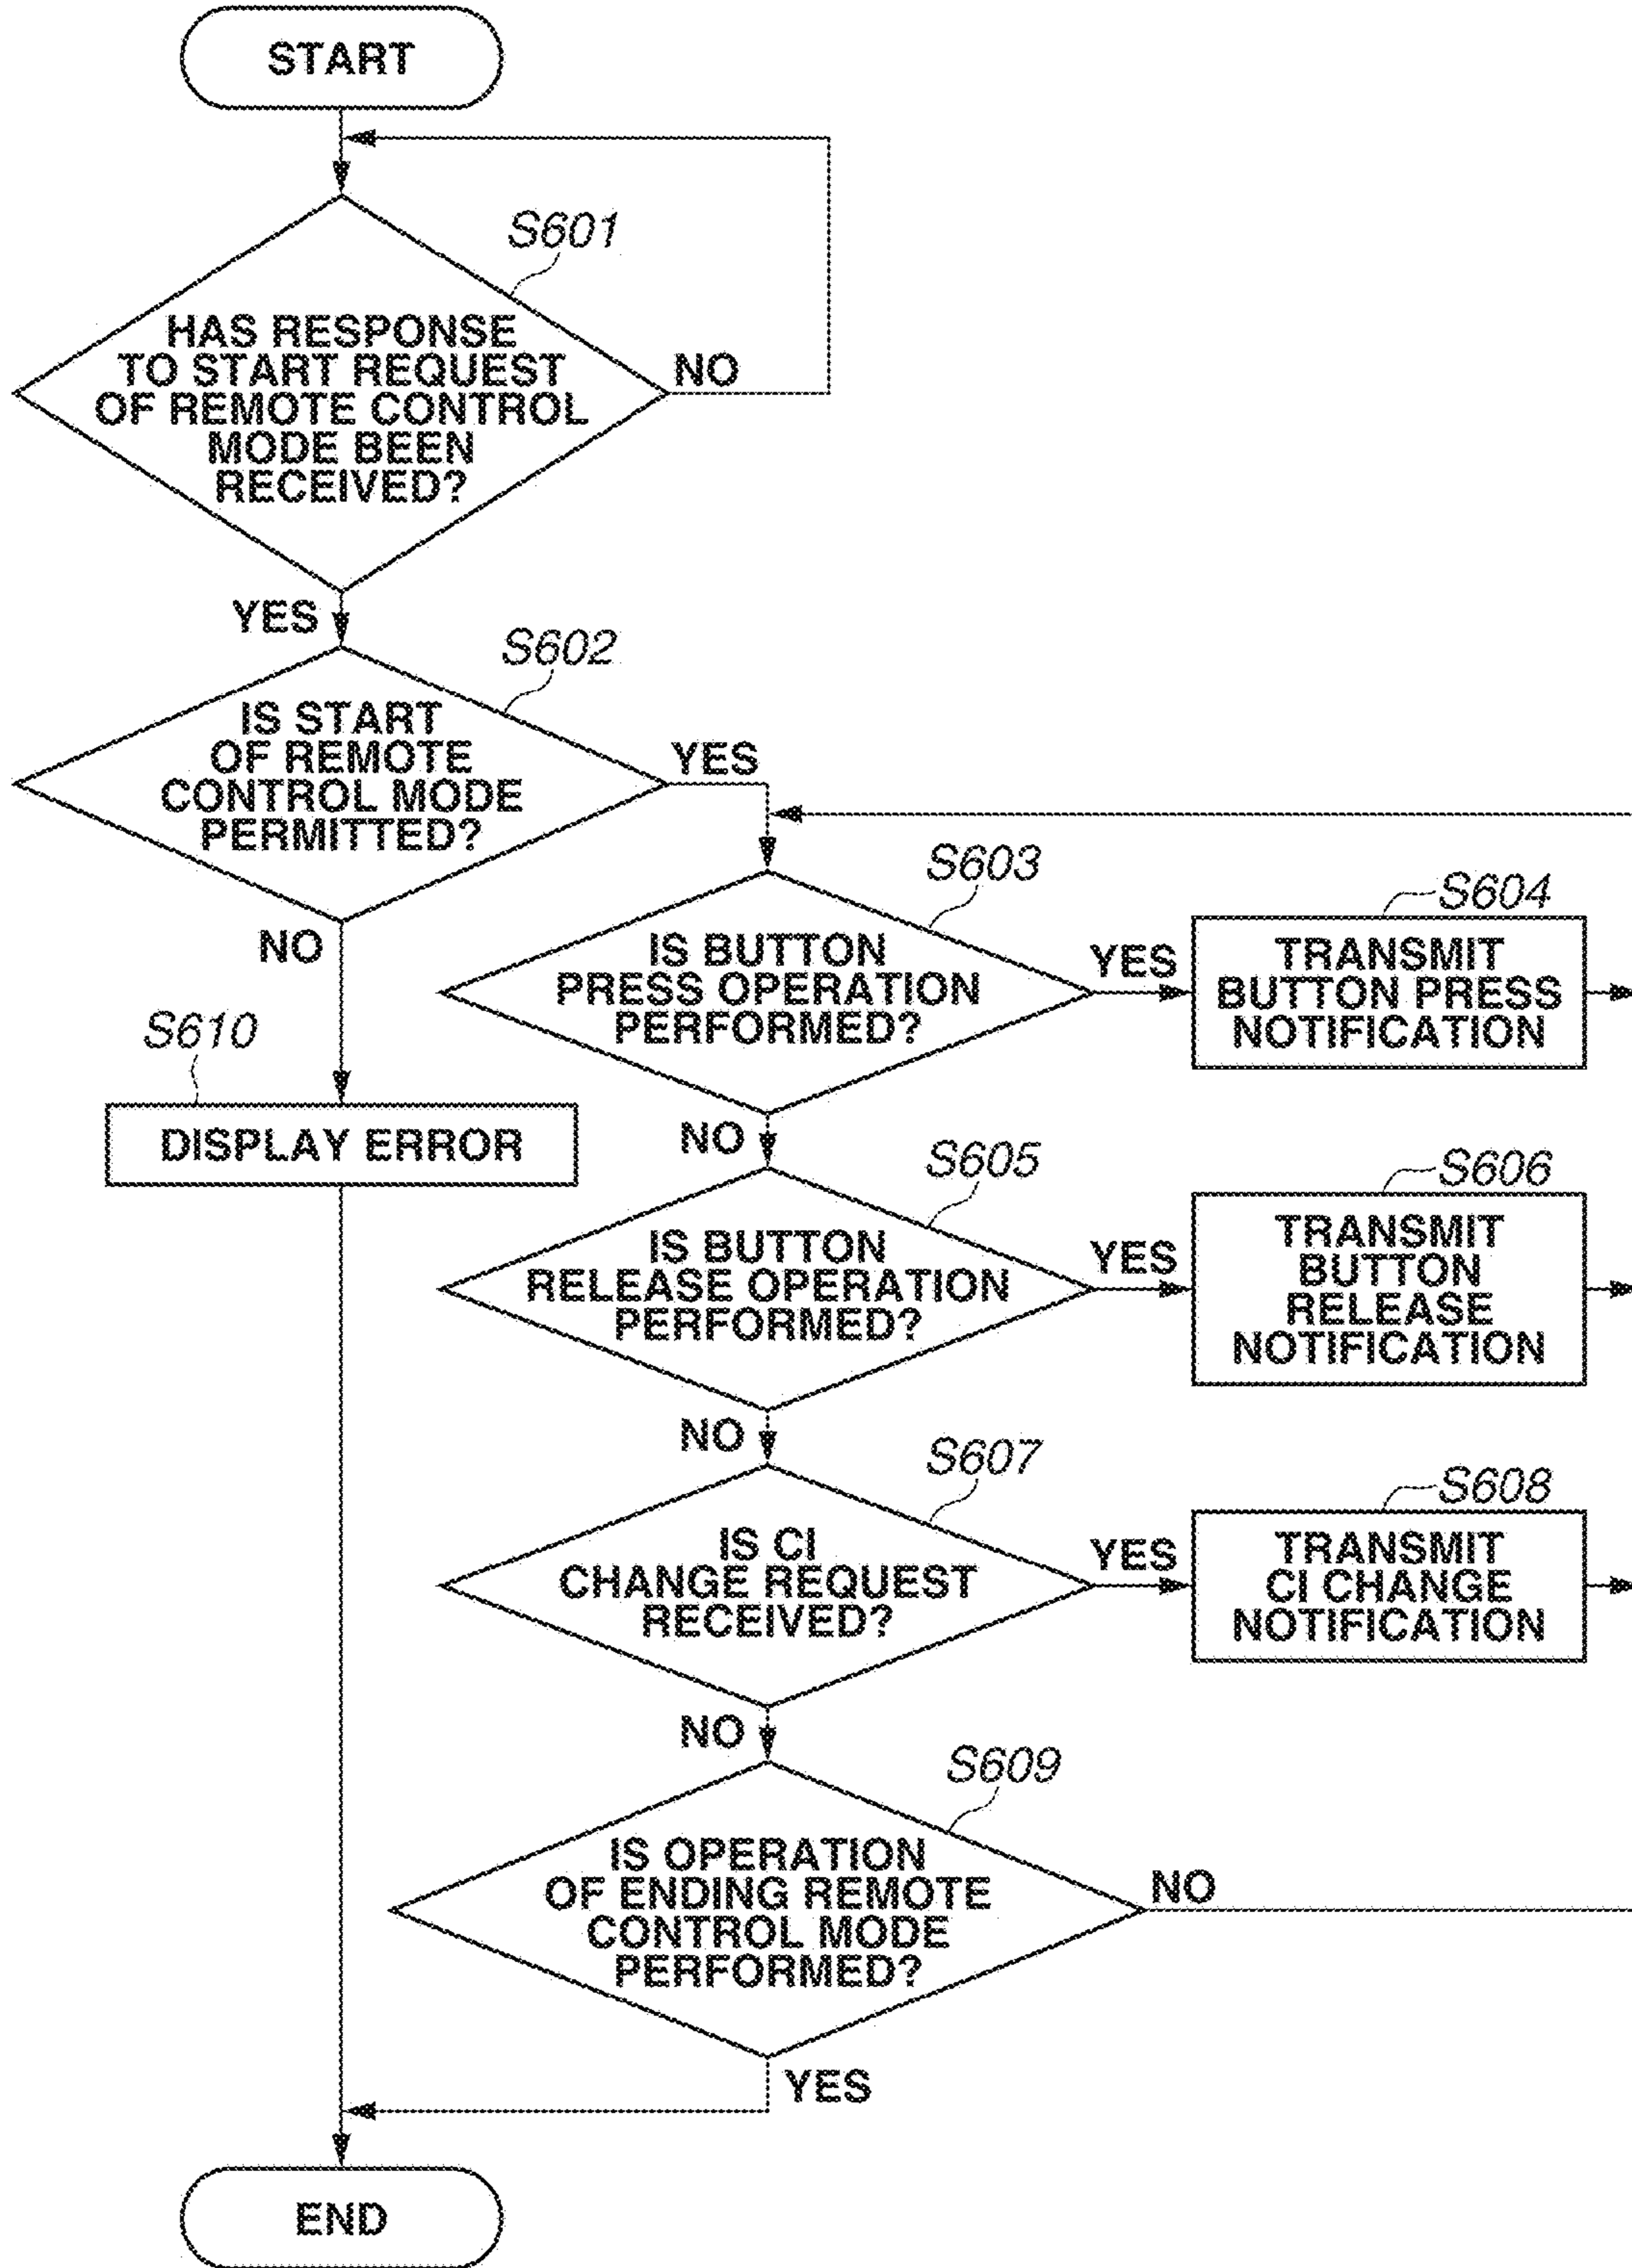 START
S601
HAS RESPONSE
TO START REQUEST
OF REMOTE CONTROL
MODE BEEN
RECEIVED?
NO
YES
S602
IS START
OF REMOTE
CONTROL MODE
PERMITTED?
YES
NO
S603
IS BUTTON
PRESS OPERATION
PERFORMED?
YES
S604
TRANSMIT
BUTTON PRESS
NOTIFICATION
S610
DISPLAY ERROR
NO
S605
IS BUTTON
RELEASE OPERATION
PERFORMED?
YES
S606
TRANSMIT
BUTTON
RELEASE
NOTIFICATION
NO
S607
IS CI
CHANGE REQUEST
RECEIVED?
YES
S608
TRANSMIT
CI CHANGE
NOTIFICATION
NO
S609
IS OPERATION
OF ENDING REMOTE
CONTROL MODE
PERFORMED?
NO
YES
END